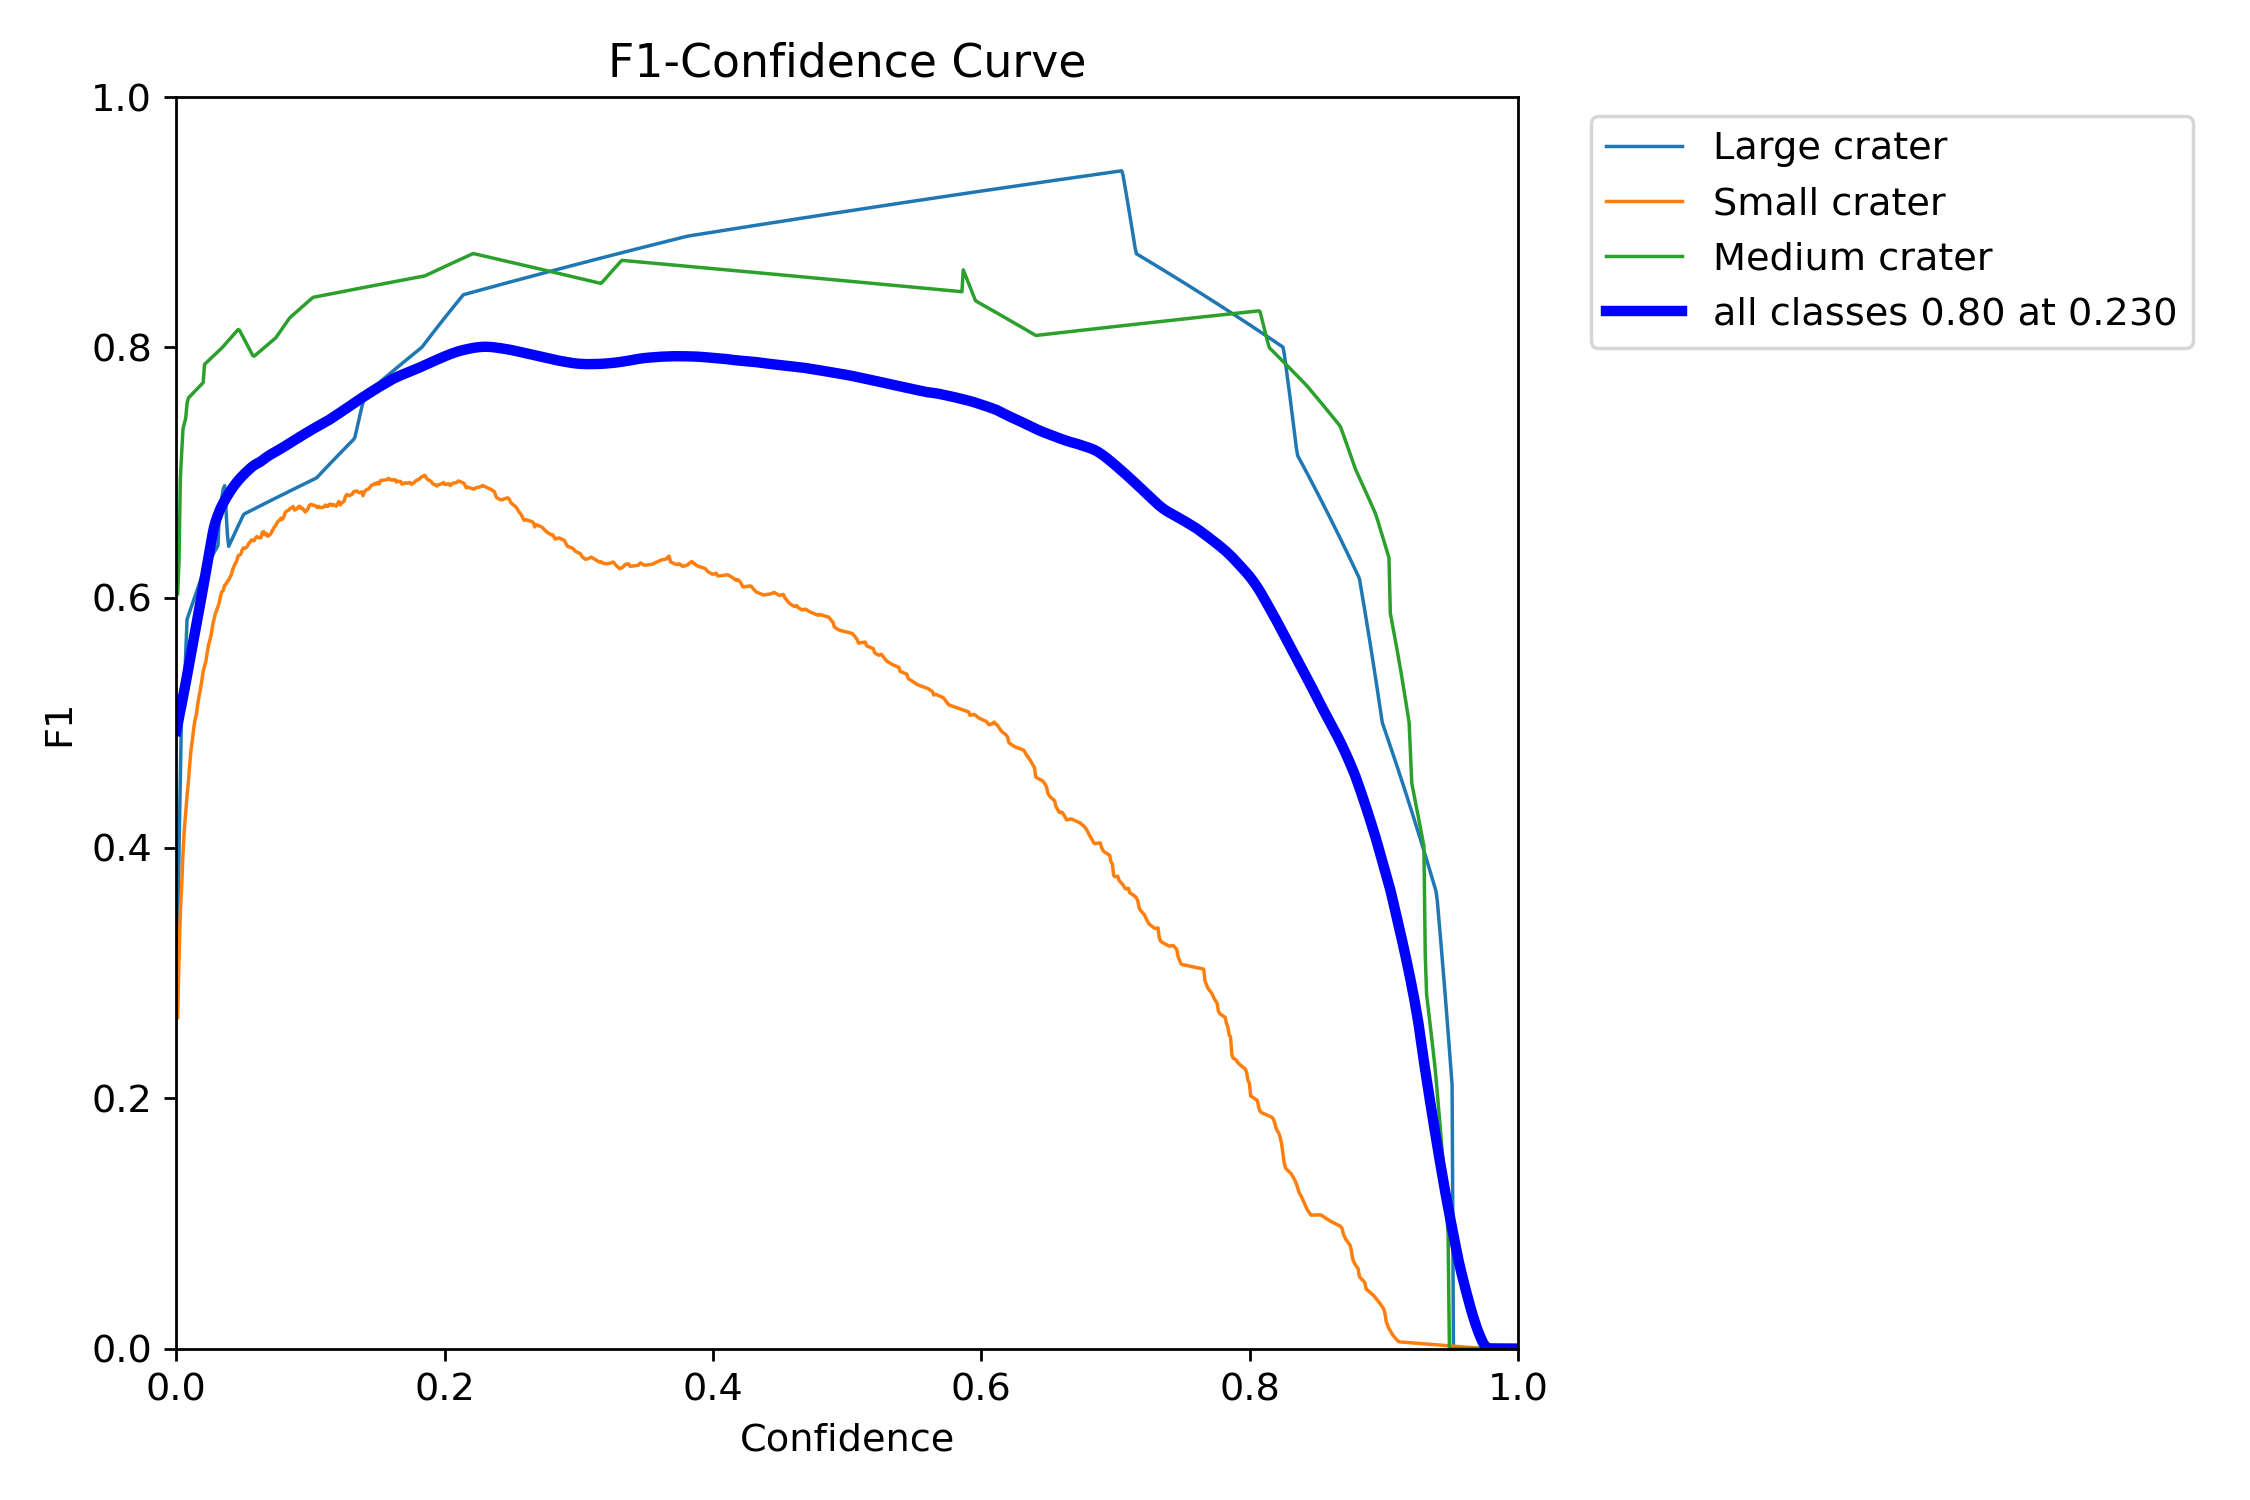 F1-Confidence Curve
1.0
0.8
0.6
0.4
0.2
0.0
F1
0.0 0.2 0.4 0.6 0.8 1.0
Confidence
Large crater
Small crater
Medium crater
all classes 0.80 at 0.230